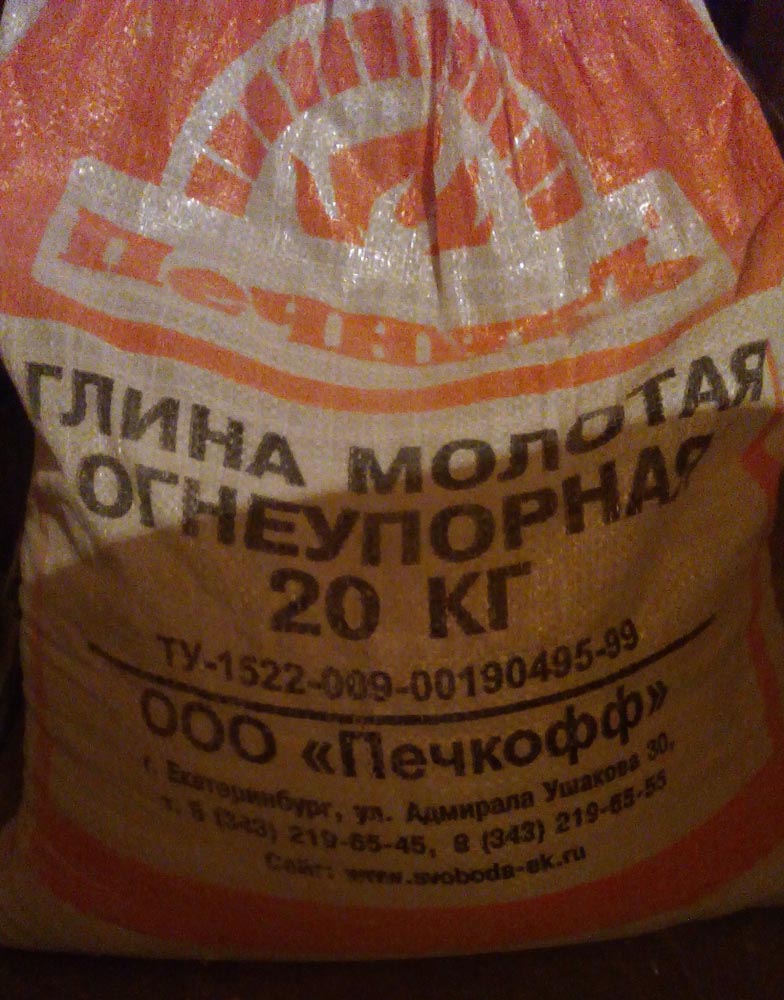 ГЛИНА МОЛОТАЯ
ОГНЕУПОРНАЯ
20 КГ
ТУ-1522-009-00190495-99
ООО «Печкофф»
г. Екатеринбург, ул. Адмирала Ушакова 30,
т. 8 (343) 219-65-45, 8 (343) 219-65-55
Сайт: www.svoboda-ek.ru